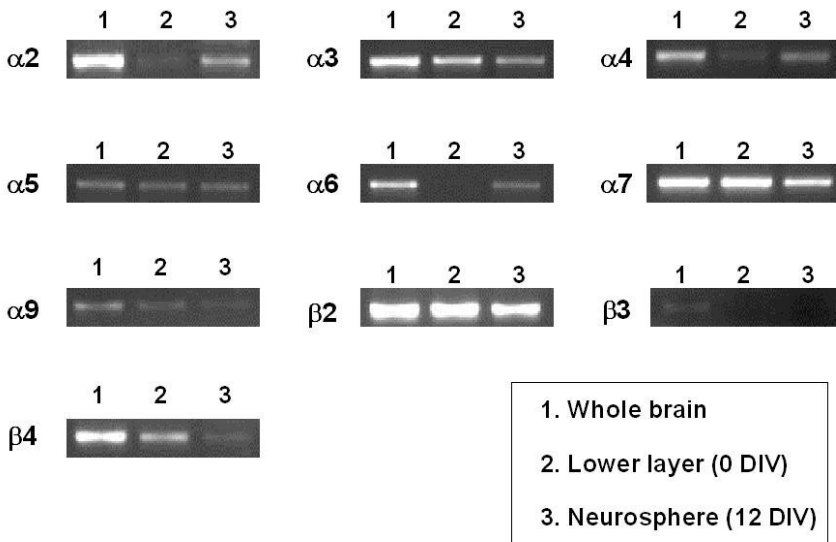 1 2 3 1 2 3 1 2 3
α2 α3 α4
1 2 3 1 2 3 1 2 3
α5 α6 α7
1 2 3 1 2 3 1 2 3
α9 β2 β3
1 2 3
β4
1. Whole brain
2. Lower layer (0 DIV)
3. Neurosphere (12 DIV)